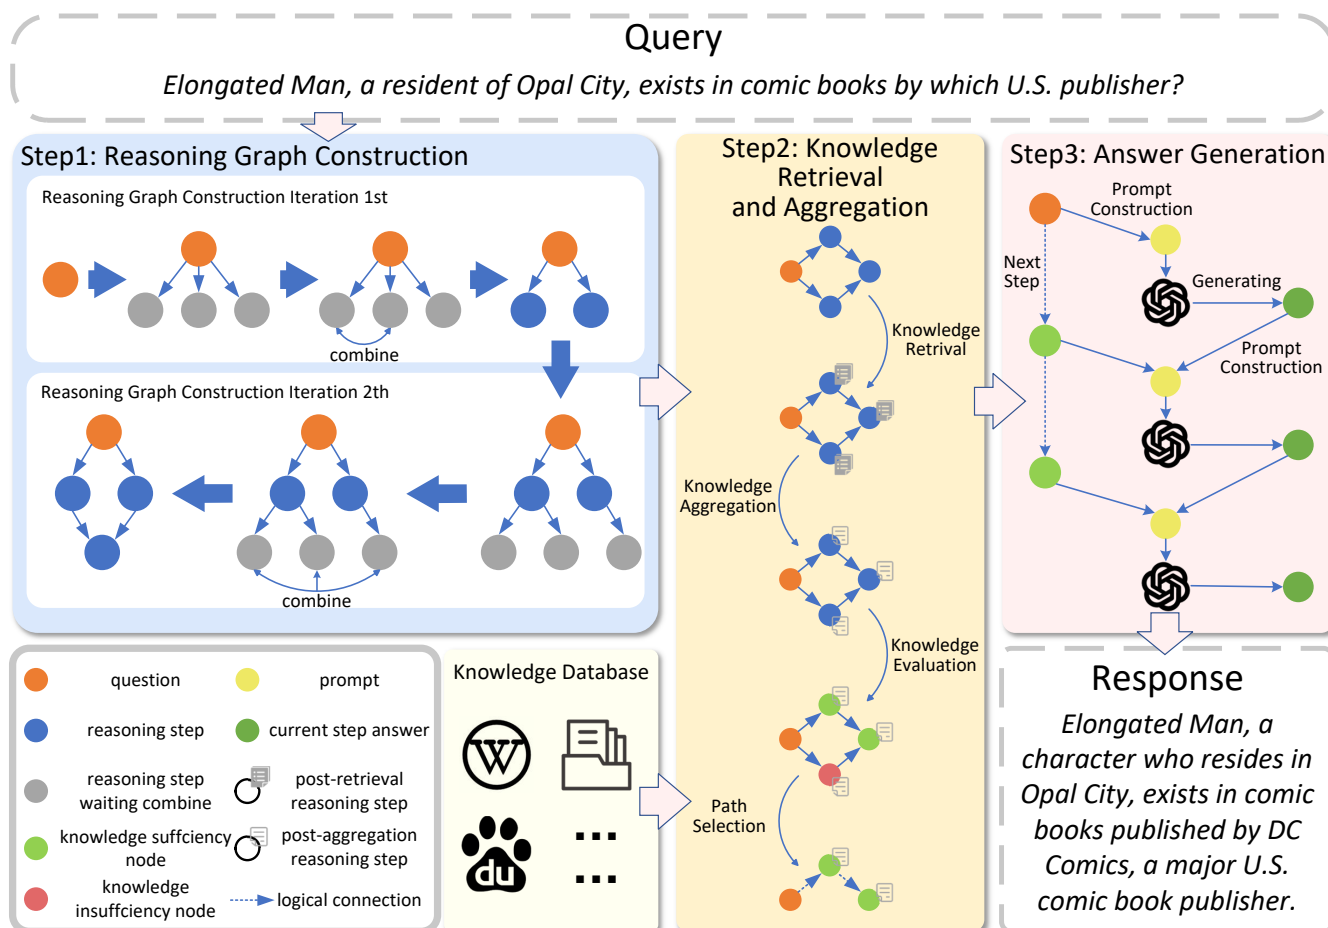 Query
Elongated Man, a resident of Opal City, exists in comic books by which U.S. publisher?
Step1: Reasoning Graph Construction
Reasoning Graph Construction Iteration 1st
combine
Reasoning Graph Construction Iteration 2th
combine
Step2: Knowledge
Retrieval
and Aggregation
Knowledge
Retrival
Knowledge
Aggregation
Knowledge
Evaluation
Path
Selection
Step3: Answer Generation
Prompt
Construction
Next
Step
Generating
Prompt
Construction
question
prompt
reasoning step
current step answer
reasoning step
waiting combine
post-retrieval
reasoning step
knowledge suffciency
node
post-aggregation
reasoning step
knowledge
insuffciency node
logical connection
Knowledge Database
W
du
...
...
Response
Elongated Man, a
character who resides in
Opal City, exists in comic
books published by DC
Comics, a major U.S.
comic book publisher.